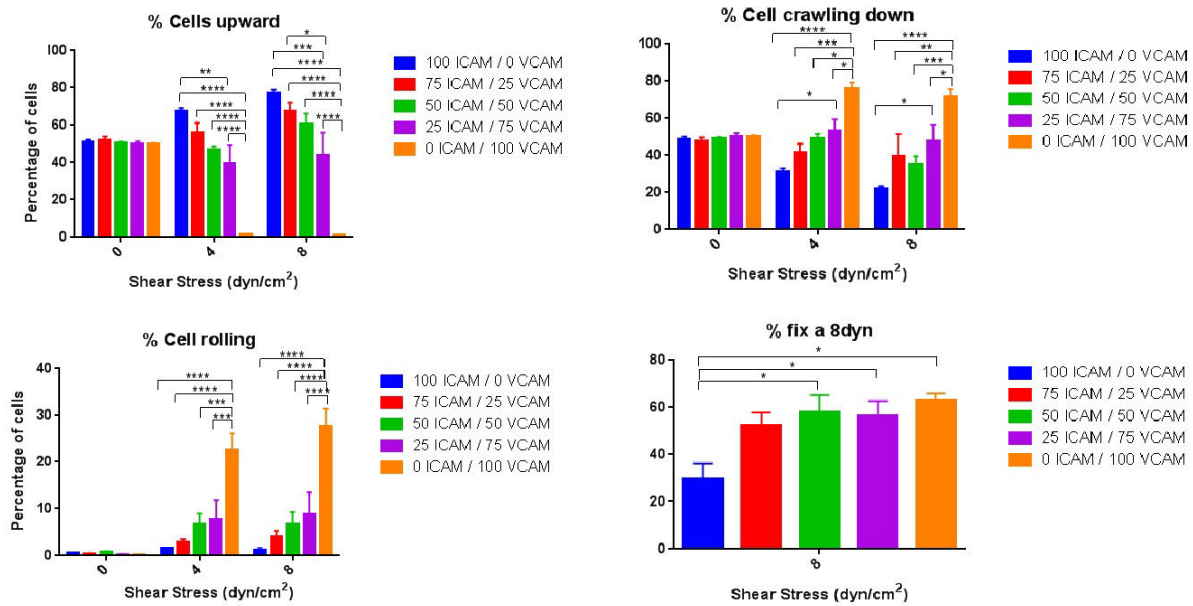 % Cells upward
*
***
**
****
****
****
****
****
****
****
****
Percentage of cells
100
80
60
40
20
0
0
4
8
Shear Stress (dyn/cm²)
100 ICAM / 0 VCAM
75 ICAM / 25 VCAM
50 ICAM / 50 VCAM
25 ICAM / 75 VCAM
0 ICAM / 100 VCAM
% Cell crawling down
****
***
*
*
*
****
**
***
*
*
Percentage of cells
100
80
60
40
20
0
0
4
8
Shear Stress (dyn/cm²)
100 ICAM / 0 VCAM
75 ICAM / 25 VCAM
50 ICAM / 50 VCAM
25 ICAM / 75 VCAM
0 ICAM / 100 VCAM
% Cell rolling
****
****
***
***
****
****
****
****
Percentage of cells
40
30
20
10
0
0
4
8
Shear Stress (dyn/cm²)
100 ICAM / 0 VCAM
75 ICAM / 25 VCAM
50 ICAM / 50 VCAM
25 ICAM / 75 VCAM
0 ICAM / 100 VCAM
% fix a 8dyn
*
*
*
Percentage of cells
80
60
40
20
0
8
Shear Stress (dyn/cm²)
100 ICAM / 0 VCAM
75 ICAM / 25 VCAM
50 ICAM / 50 VCAM
25 ICAM / 75 VCAM
0 ICAM / 100 VCAM